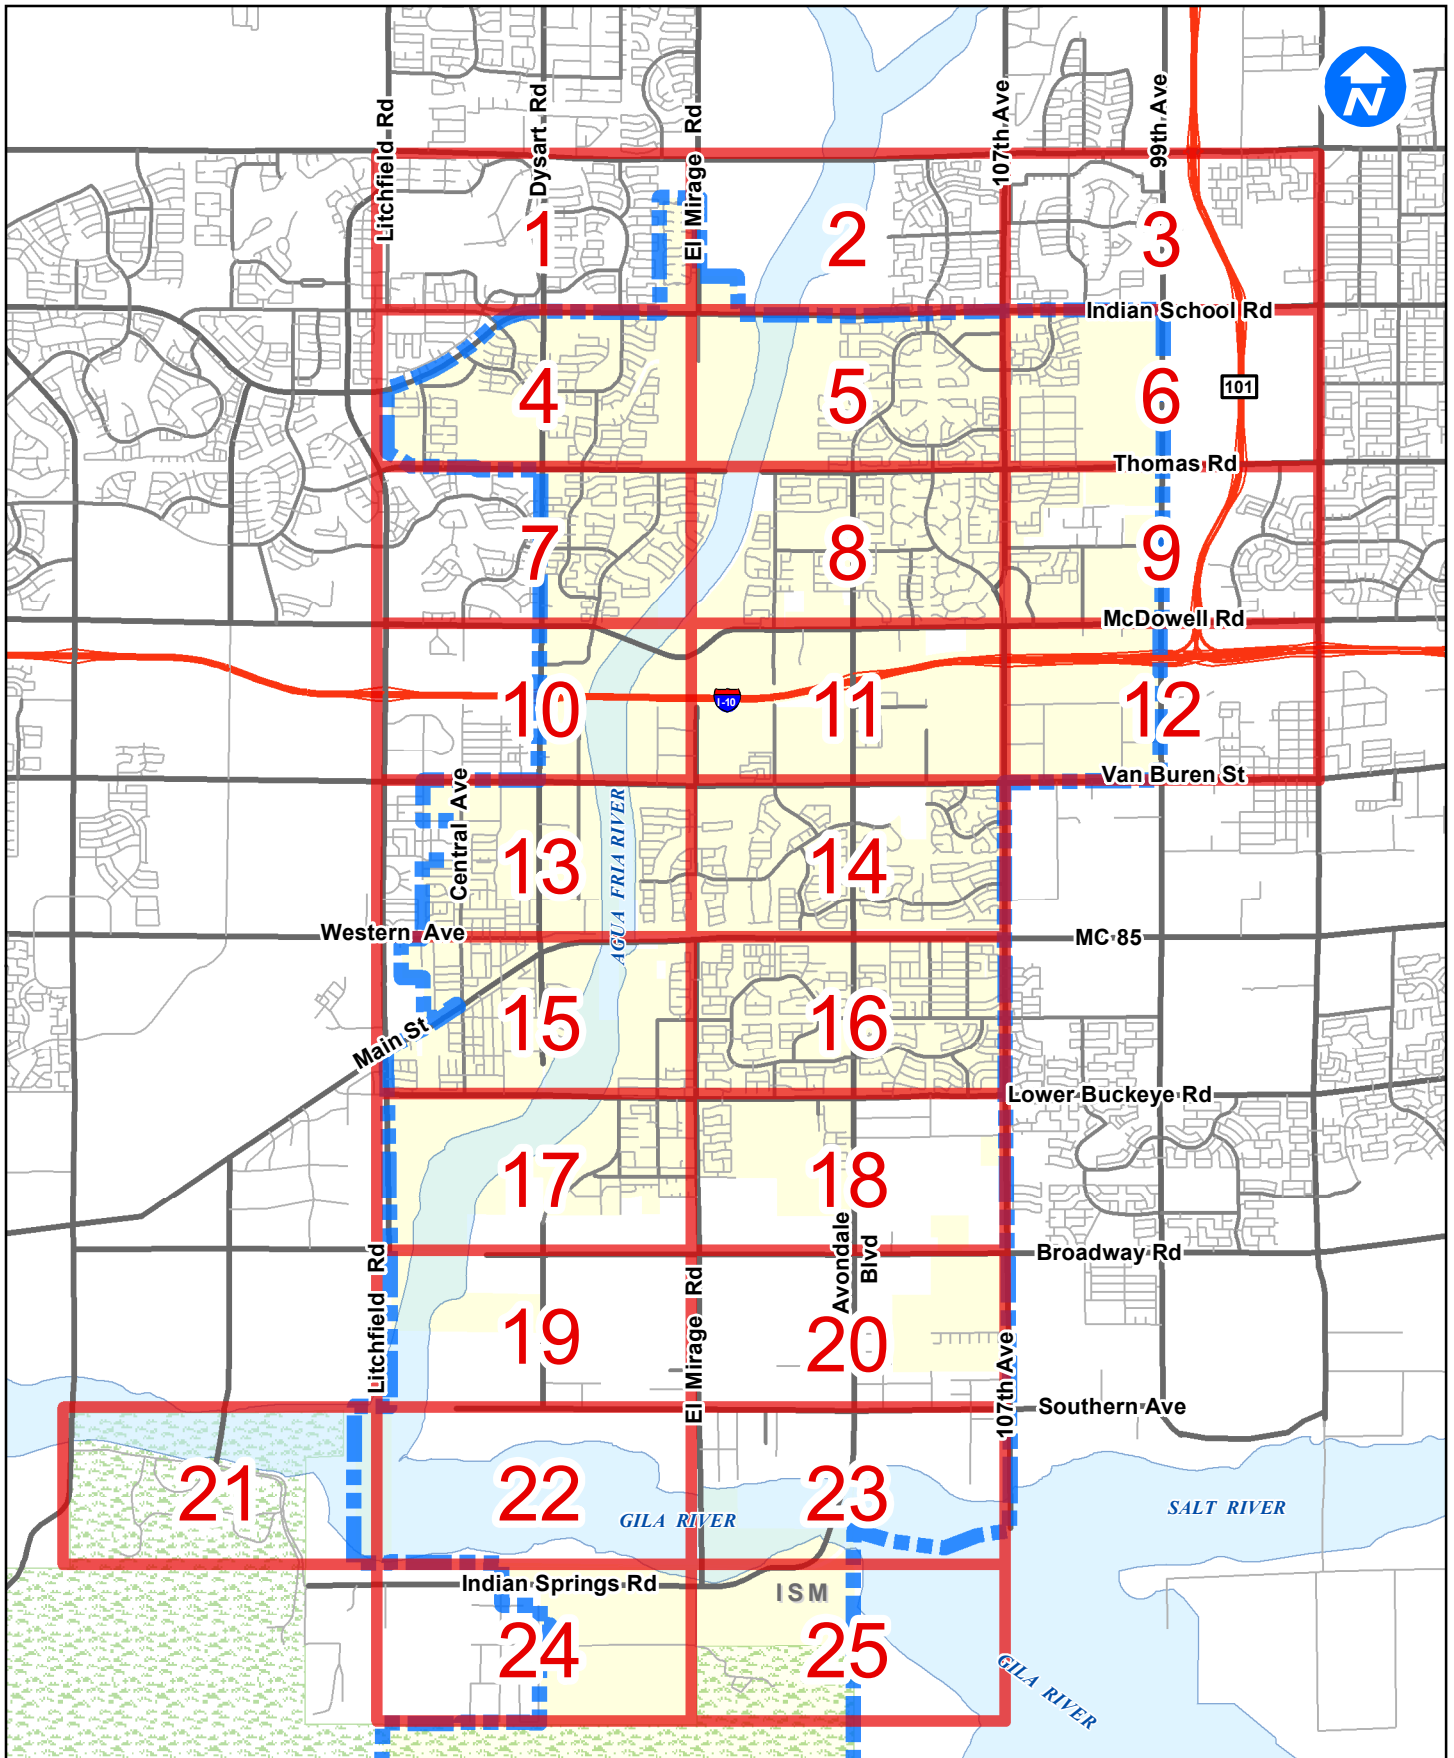 N
Litchfield Rd
Dysart Rd
El Mirage Rd
107th Ave
99th Ave
1
2
3
Indian School Rd
4
5
6
101
Thomas Rd
7
8
9
McDowell Rd
10
I-10
11
12
Van Buren St
Central Ave
13
AGUA FRIA RIVER
14
Western Ave
MC 85
15
16
Main St
Lower Buckeye Rd
17
18
Litchfield Rd
El Mirage Rd
Avondale
Blvd
Broadway Rd
19
20
107th Ave
Southern Ave
21
22
23
GILA RIVER
SALT RIVER
Indian Springs Rd
ISM
24
25
GILA RIVER